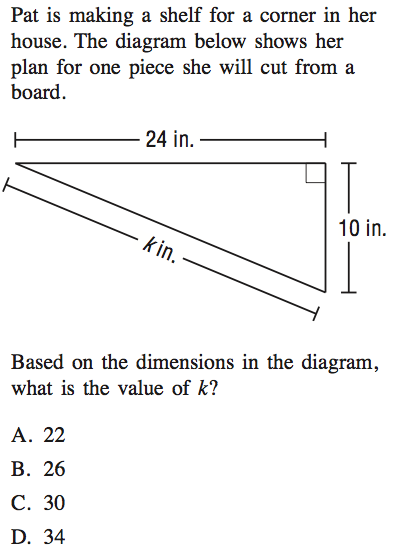 Pat is making a shelf for a corner in her
house. The diagram below shows her
plan for one piece she will cut from a
board.
24 in.
10 in.
k in.
Based on the dimensions in the diagram,
what is the value of k?
A. 22
B. 26
C. 30
D. 34